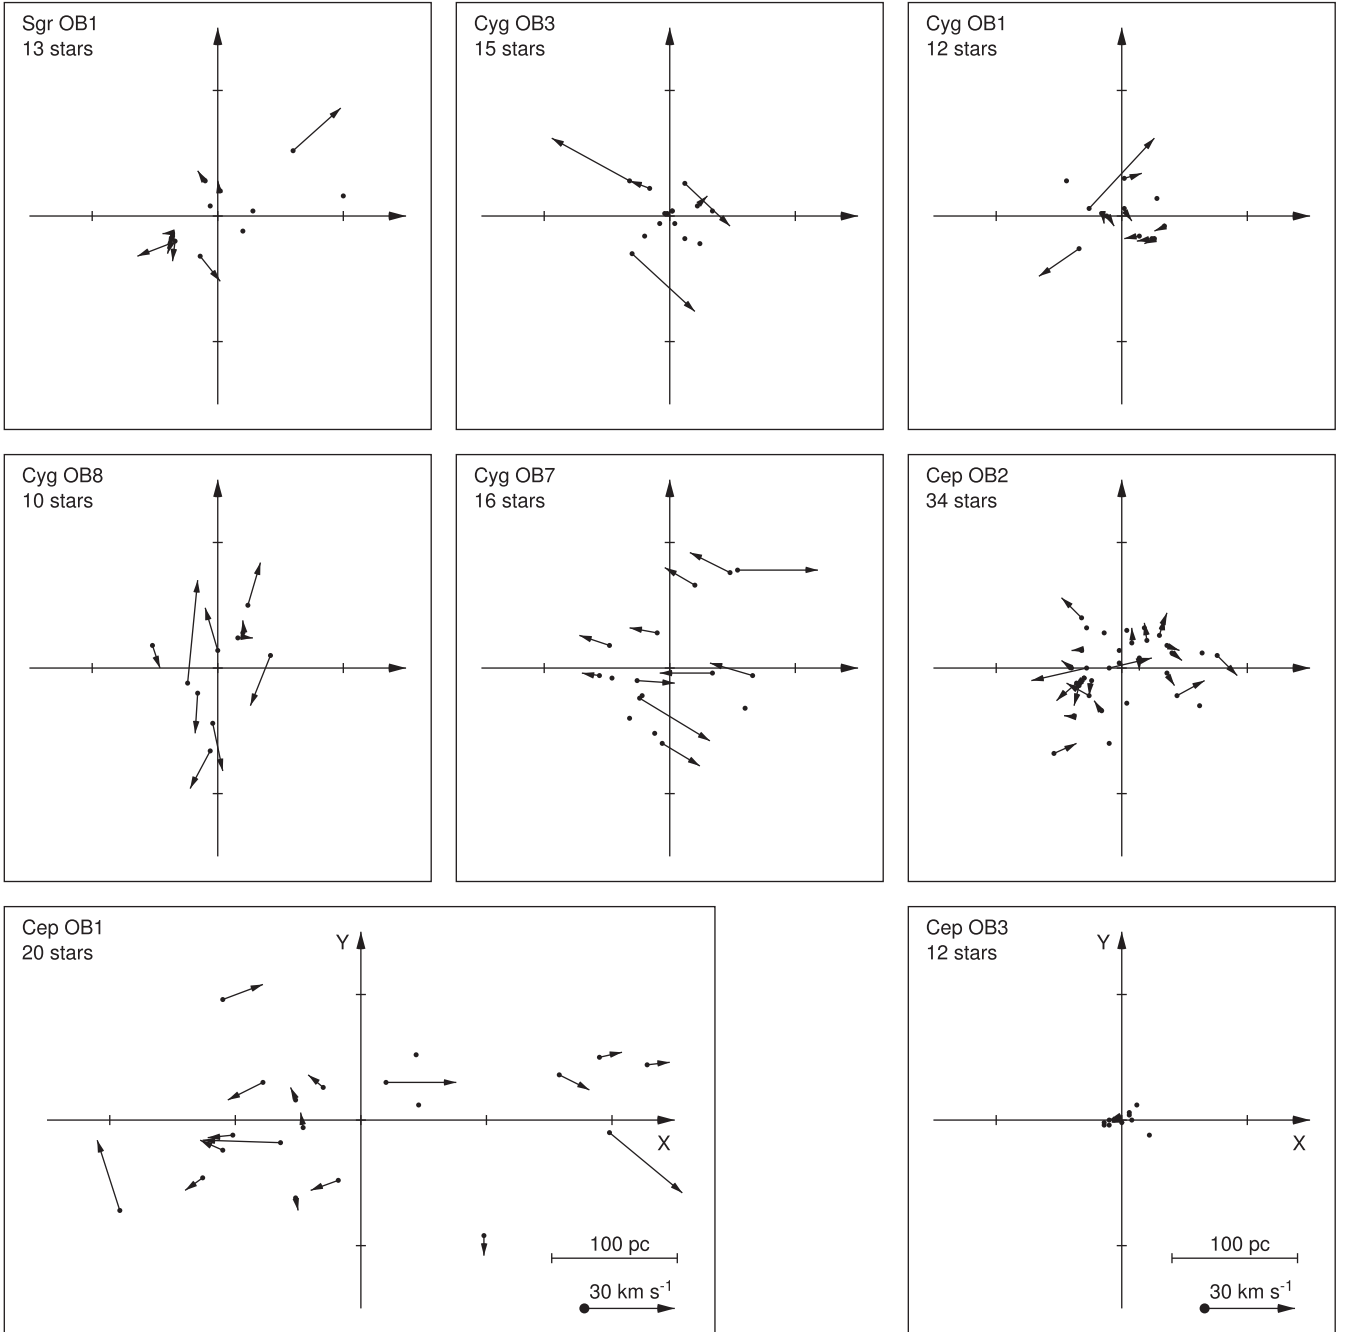 Sgr OB1
13 stars
Cyg OB3
15 stars
Cyg OB1
12 stars
Cyg OB8
10 stars
Cyg OB7
16 stars
Cep OB2
34 stars
Cep OB1
20 stars
Y
X
100 pc
30 km s⁻¹
Cep OB3
12 stars
Y
X
100 pc
30 km s⁻¹